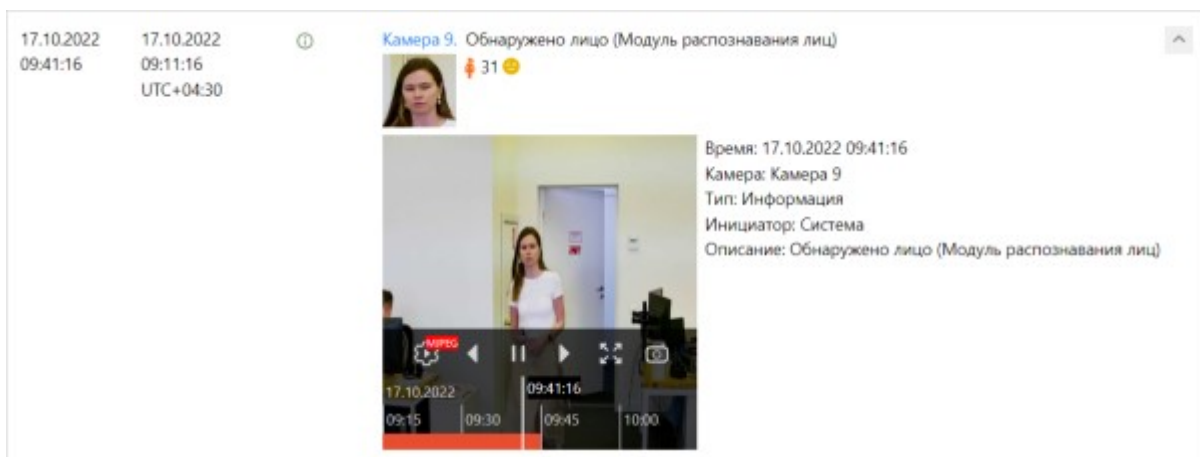 17.10.2022
09:41:16
17.10.2022
09:11:16
UTC+04:30
Камера 9. Обнаружено лицо (Модуль распознавания лиц)
31
Время: 17.10.2022 09:41:16
Камера: Камера 9
Тип: Информация
Инициатор: Система
Описание: Обнаружено лицо (Модуль распознавания лиц)
MJPEG
17.10.2022 09:41:16
09:15 09:30 09:45 10:00